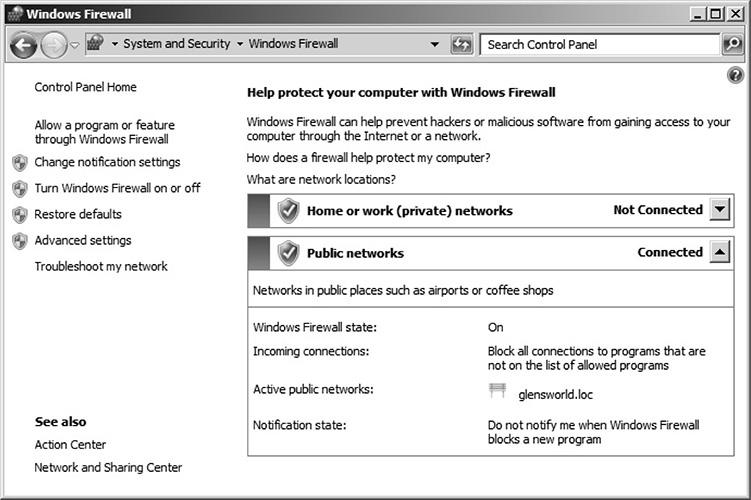 Windows Firewall
System and Security Windows Firewall
Search Control Panel
Control Panel Home
Allow a program or feature
through Windows Firewall
Change notification settings
Turn Windows Firewall on or off
Restore defaults
Advanced settings
Troubleshoot my network
See also
Action Center
Network and Sharing Center
Help protect your computer with Windows Firewall
Windows Firewall can help prevent hackers or malicious software from gaining access to your
computer through the Internet or a network.
How does a firewall help protect my computer?
What are network locations?
Home or work (private) networks Not Connected
Public networks Connected
Networks in public places such as airports or coffee shops
Windows Firewall state: On
Incoming connections: Block all connections to programs that are
not on the list of allowed programs
Active public networks: glensworld.loc
Notification state: Do not notify me when Windows Firewall
blocks a new program